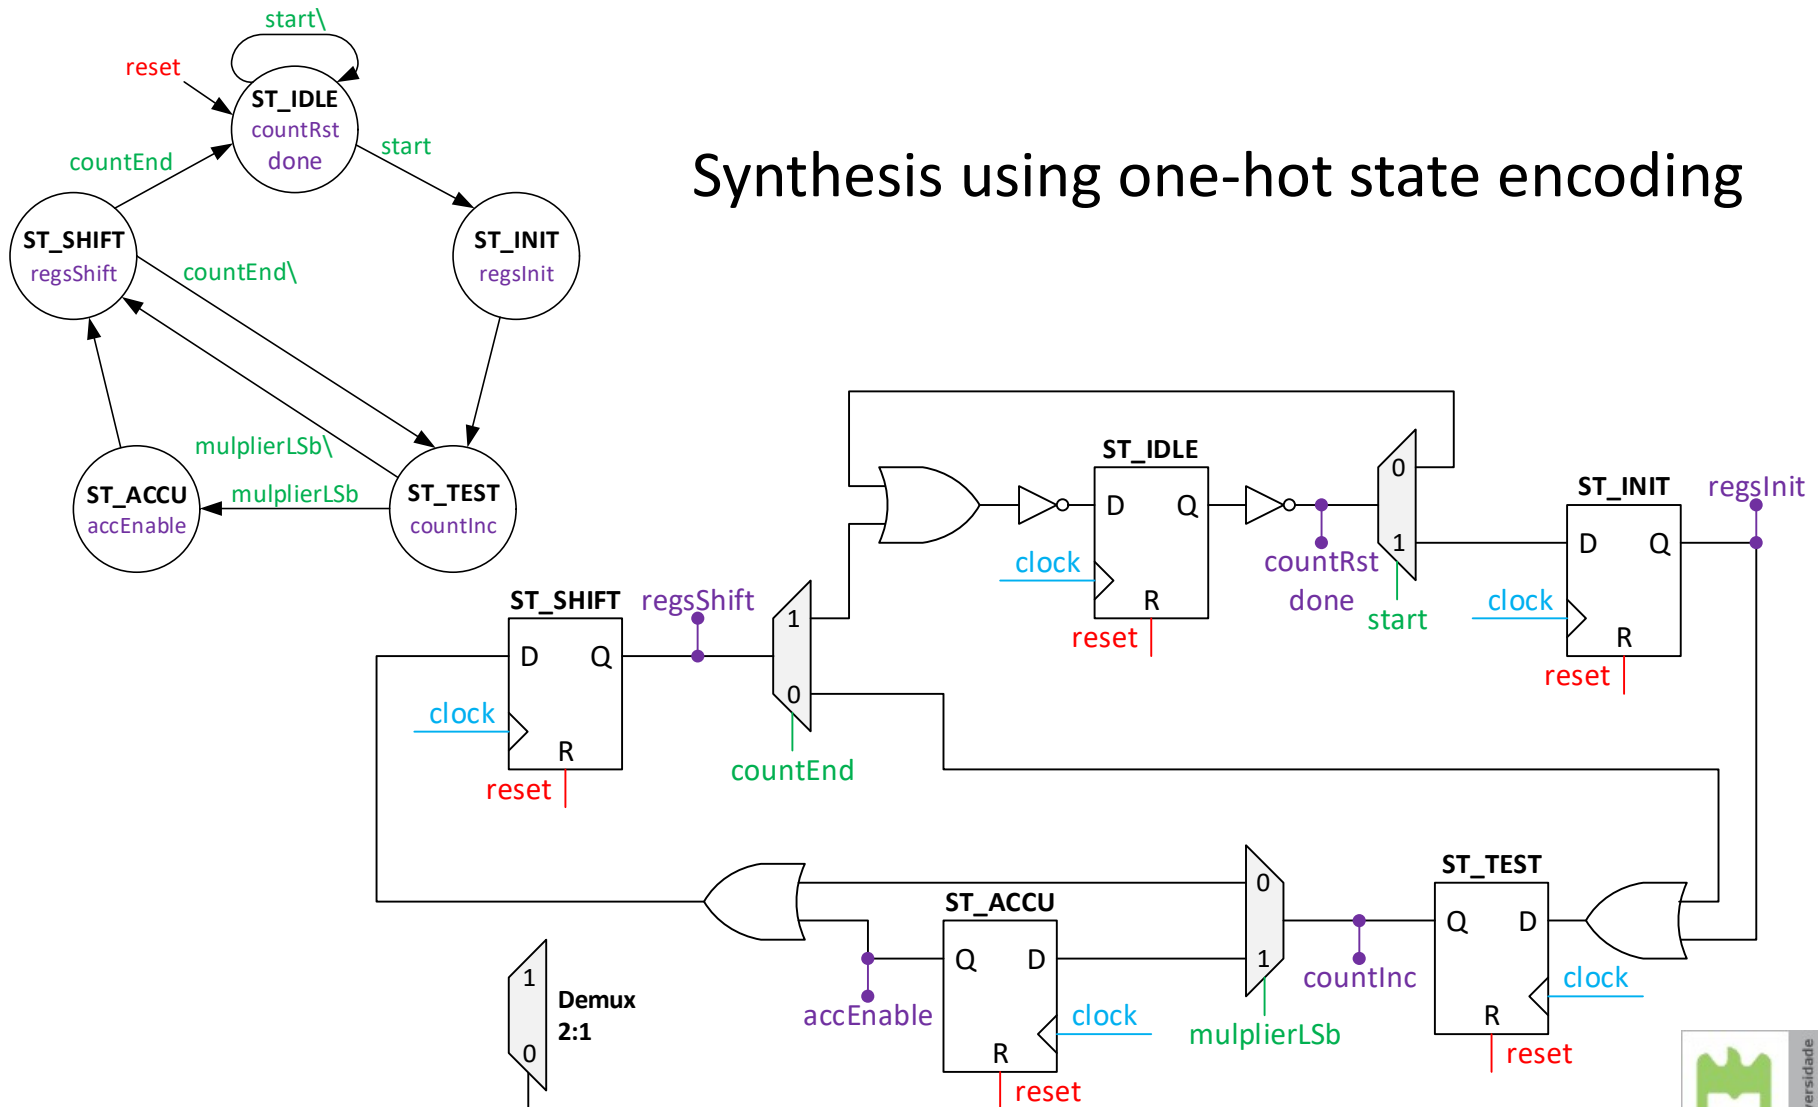 start\
reset
ST_IDLE
countRst
done
countEnd
start
Synthesis using one-hot state encoding
ST_SHIFT
regsShift
ST_INIT
regsInit
countEnd\
mulplierLSb\
ST_ACCU
accEnable
mulplierLSb
ST_TEST
countInc
ST_IDLE
D
Q
clock
R
reset
countRst
done
0
1
start
ST_INIT
regsInit
D
Q
clock
R
reset
ST_SHIFT
regsShift
D
Q
clock
R
reset
1
0
countEnd
ST_TEST
Q
D
clock
R
reset
countInc
0
1
mulplierLSb
ST_ACCU
Q
D
clock
R
reset
accEnable
1
0
Demux
2:1
versidade